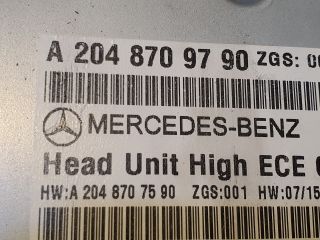 A 204 870 97 90 ZGS: 00
MERCEDES-BENZ
Head Unit High ECE
HW:A 204 870 75 90 ZGS:001 HW:07/15